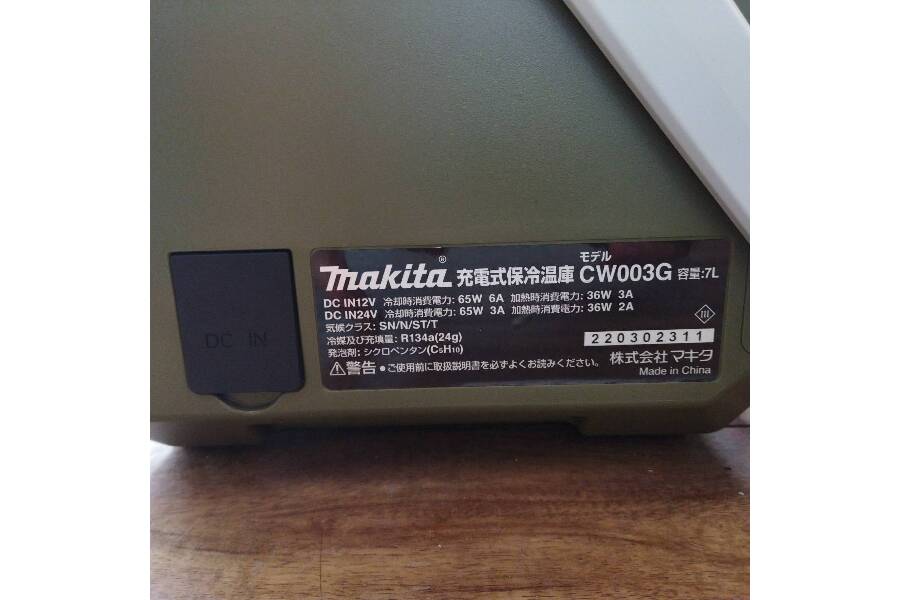 DC IN
makita® 充電式保冷温庫 モデル CW003G 容量:7L
DC IN12V 冷却時消費電力:65W 6A 加熱時消費電力:36W 3A
DC IN24V 冷却時消費電力:65W 3A 加熱時消費電力:36W 2A
気候クラス:SN/N/ST/T
冷媒及び充填量:R134a(24g)
発泡剤:シクロペンタン(C5H10)
⚠警告 ●ご使用前に取扱説明書を必ずよくお読みください。
III
220302311
株式会社 マキタ
Made in China